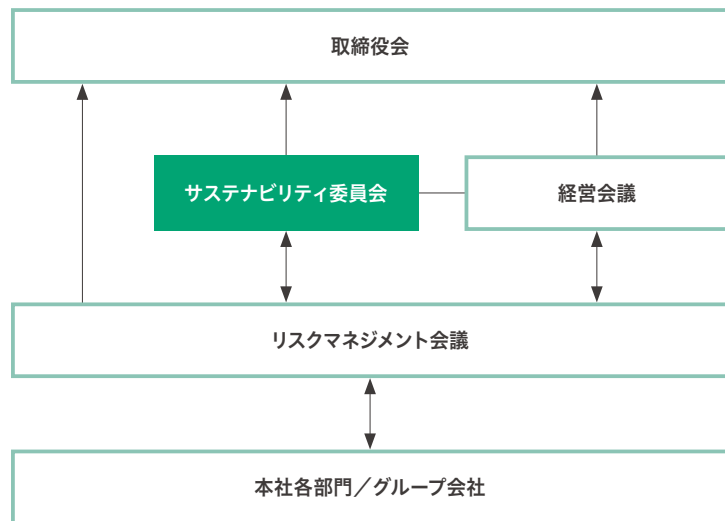 取締役会
サステナビリティ委員会
経営会議
リスクマネジメント会議
本社各部門／グループ会社